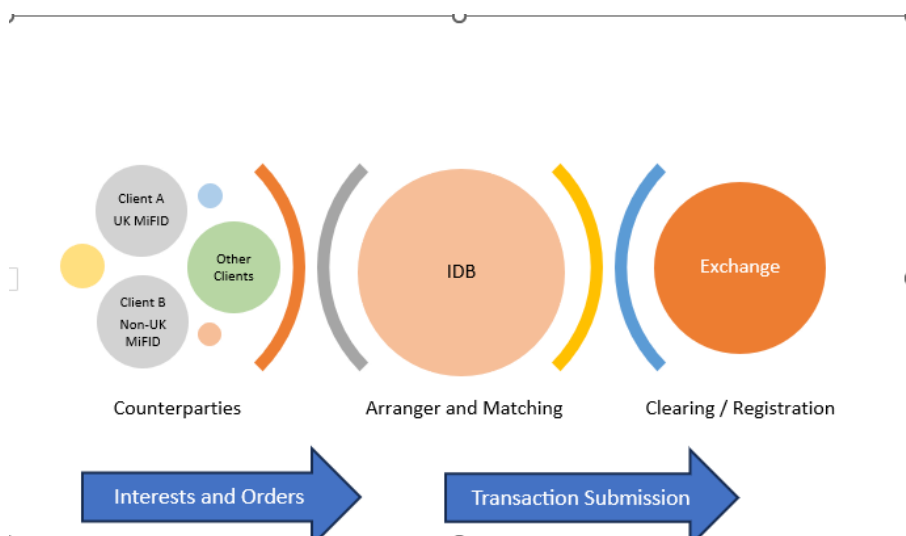 Client A
UK MiFID
Other
Clients
Client B
Non-UK
MiFID
IDB
Exchange
Counterparties
Arranger and Matching
Clearing / Registration
Interests and Orders
Transaction Submission